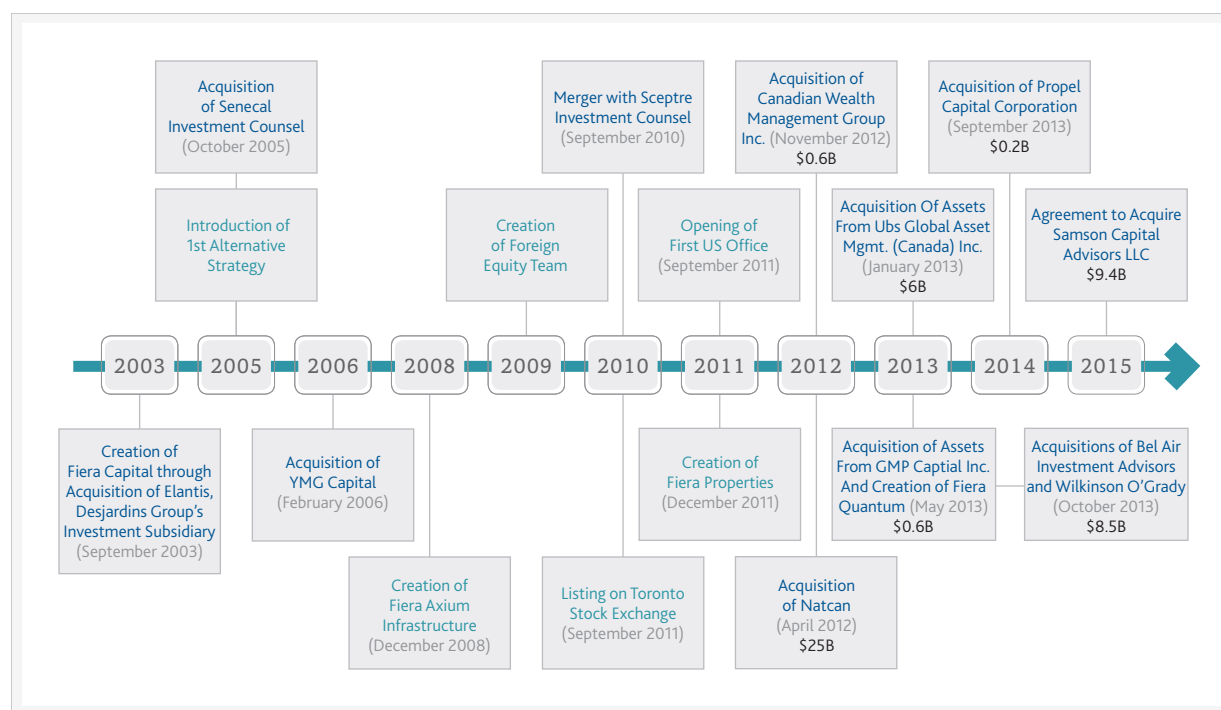 Acquisition
of Senecal
Investment Counsel
(October 2005)
Introduction of
1st Alternative
Strategy
Creation
of Foreign
Equity Team
Merger with Sceptre
Investment Counsel
(September 2010)
Opening of
First US Office
(September 2011)
Acquisition of
Canadian Wealth
Management Group
Inc. (November 2012)
$0.6B
Acquisition Of Assets
From Ubs Global Asset
Mgmt. (Canada) Inc.
(January 2013)
$6B
Acquisition of Propel
Capital Corporation
(September 2013)
$0.2B
Agreement to Acquire
Samson Capital
Advisors LLC
$9.4B
2003 2005 2006 2008 2009 2010 2011 2012 2013 2014 2015
Creation of
Fiera Capital through
Acquisition of Elantis,
Desjardins Group's
Investment Subsidiary
(September 2003)
Acquisition of
YMG Capital
(February 2006)
Creation of
Fiera Axium
Infrastructure
(December 2008)
Listing on Toronto
Stock Exchange
(September 2011)
Creation of
Fiera Properties
(December 2011)
Acquisition
of Natcan
(April 2012)
$25B
Acquisition of Assets
From GMP Captial Inc.
And Creation of Fiera
Quantum (May 2013)
$0.6B
Acquisitions of Bel Air
Investment Advisors
and Wilkinson O'Grady
(October 2013)
$8.5B